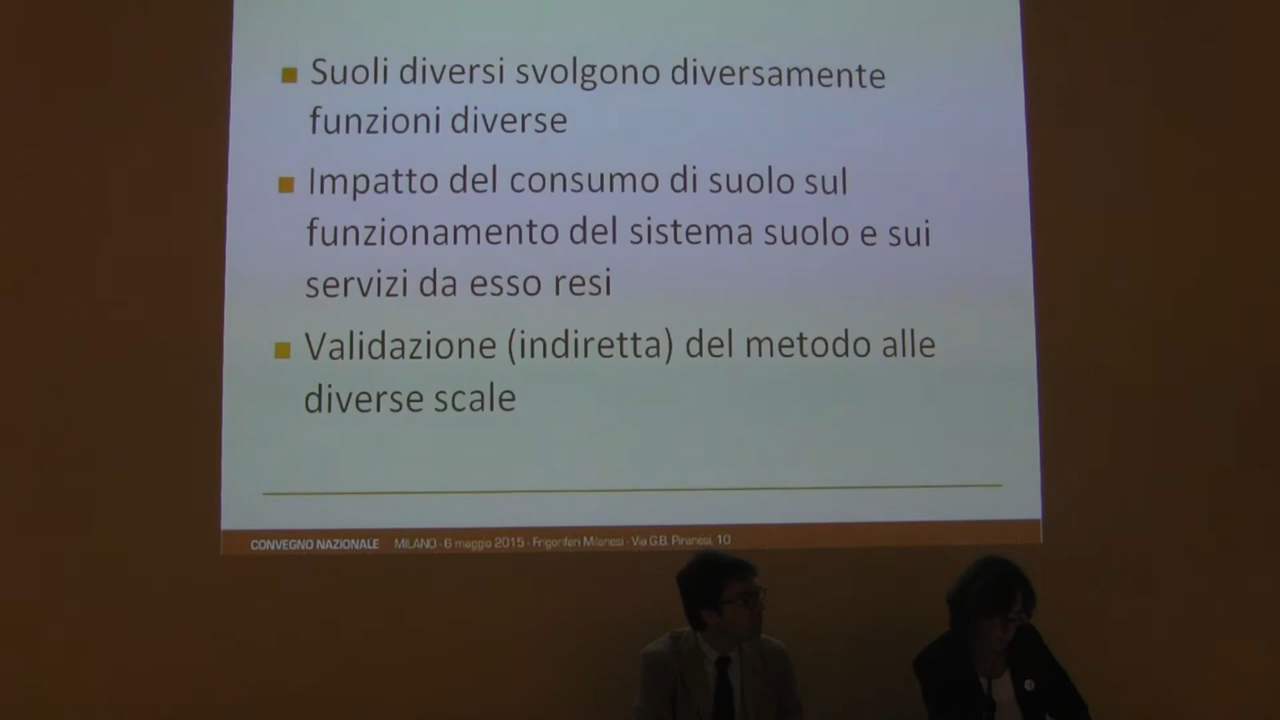 Suoli diversi svolgono diversamente
funzioni diverse
Impatto del consumo di suolo sul
funzionamento del sistema suolo e sui
servizi da esso resi
Validazione (indiretta) del metodo alle
diverse scale
CONVEGNO NAZIONALE MILANO - 6 maggio 2015 - Frigoriferi Milanesi - Via G.B. Piranesi, 10